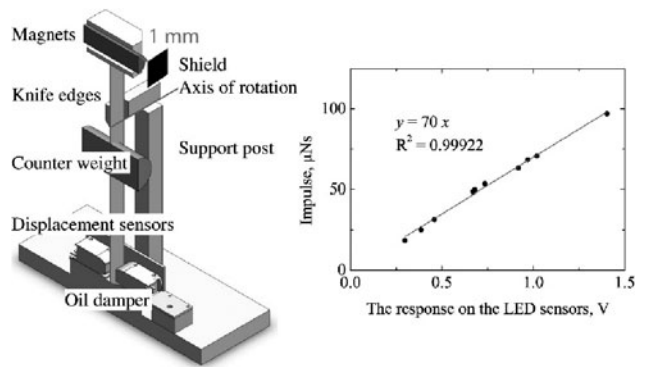 Magnets
1 mm
Shield
Axis of rotation
Knife edges
Support post
Counter weight
Displacement sensors
Oil damper
y = 70 x
R² = 0.99922
Impulse, μNs
100
50
0
0.0 0.5 1.0 1.5
The response on the LED sensors, V